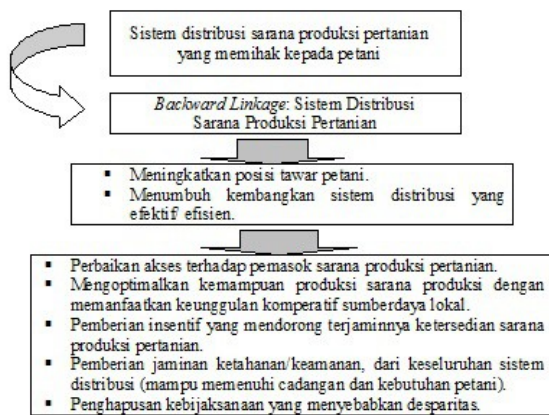 Sistem distribusi sarana produksi pertanian
yang memihak kepada petani
Backward Linkage: Sistem Distribusi
Sarana Produksi Pertanian
▪ Meningkatkan posisi tawar petani.
▪ Menumbuh kembangkan sistem distribusi yang
efektif/ efisien.
▪ Perbaikan akses terhadap pemasok sarana produksi pertanian.
▪ Mengoptimalkan kemampuan produksi sarana produksi dengan
memanfaatkan keunggulan komperatif sumberdaya lokal.
▪ Pemberian insentif yang mendorong terjaminnya ketersedian sarana
produksi pertanian.
▪ Pemberian jaminan ketahanan/keamanan, dari keseluruhan sistem
distribusi (mampu memenuhi cadangan dan kebutuhan petani).
▪ Penghapusan kebijaksanaan yang menyebabkan desparitas.